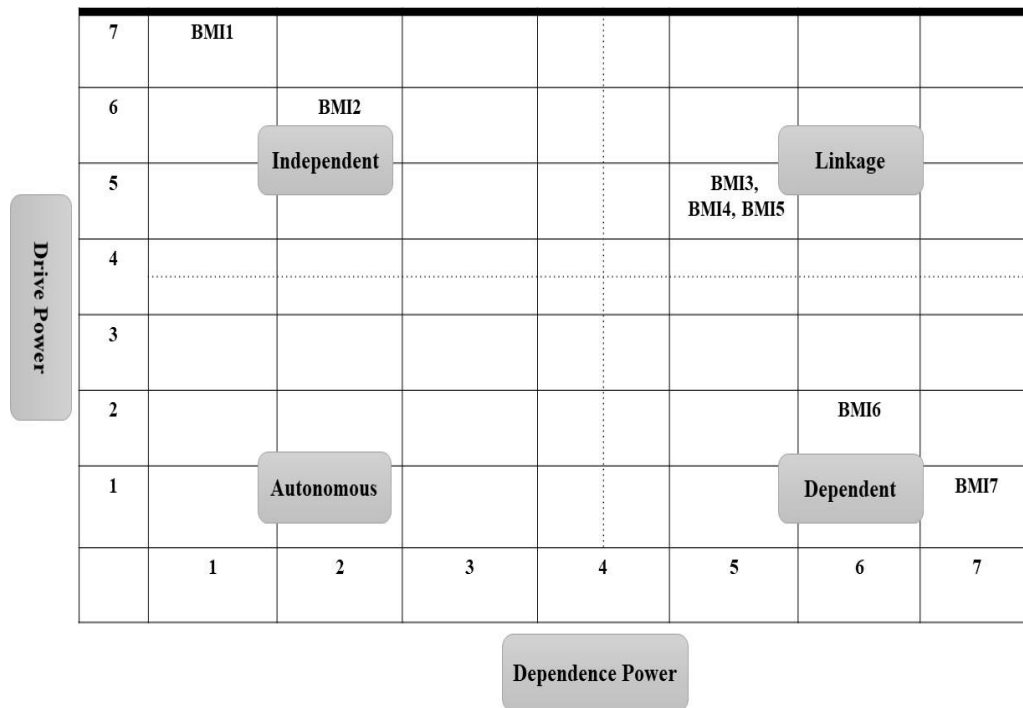 7 BMI1
6 BMI2
Independent Linkage
5 BMI3,
BMI4, BMI5
Drive Power
4
3
2 BMI6
1 Autonomous Dependent BMI7
1 2 3 4 5 6 7
Dependence Power